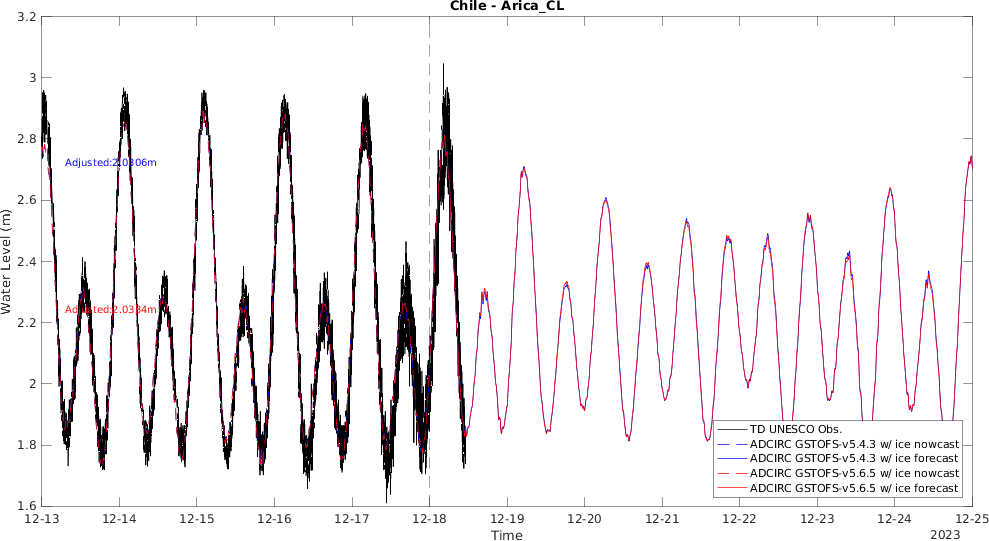 Chile - Arica_CL
3.2
3
2.8
2.6
2.4
2.2
2
1.8
1.6
Water Level (m)
Adjusted:2.0306m
Adjusted:2.0334m
TD UNESCO Obs.
ADCIRC GSTOFS-v5.4.3 w/ ice nowcast
ADCIRC GSTOFS-v5.4.3 w/ ice forecast
ADCIRC GSTOFS-v5.6.5 w/ ice nowcast
ADCIRC GSTOFS-v5.6.5 w/ ice forecast
12-13 12-14 12-15 12-16 12-17 12-18 12-19 12-20 12-21 12-22 12-23 12-24 12-25
Time
2023